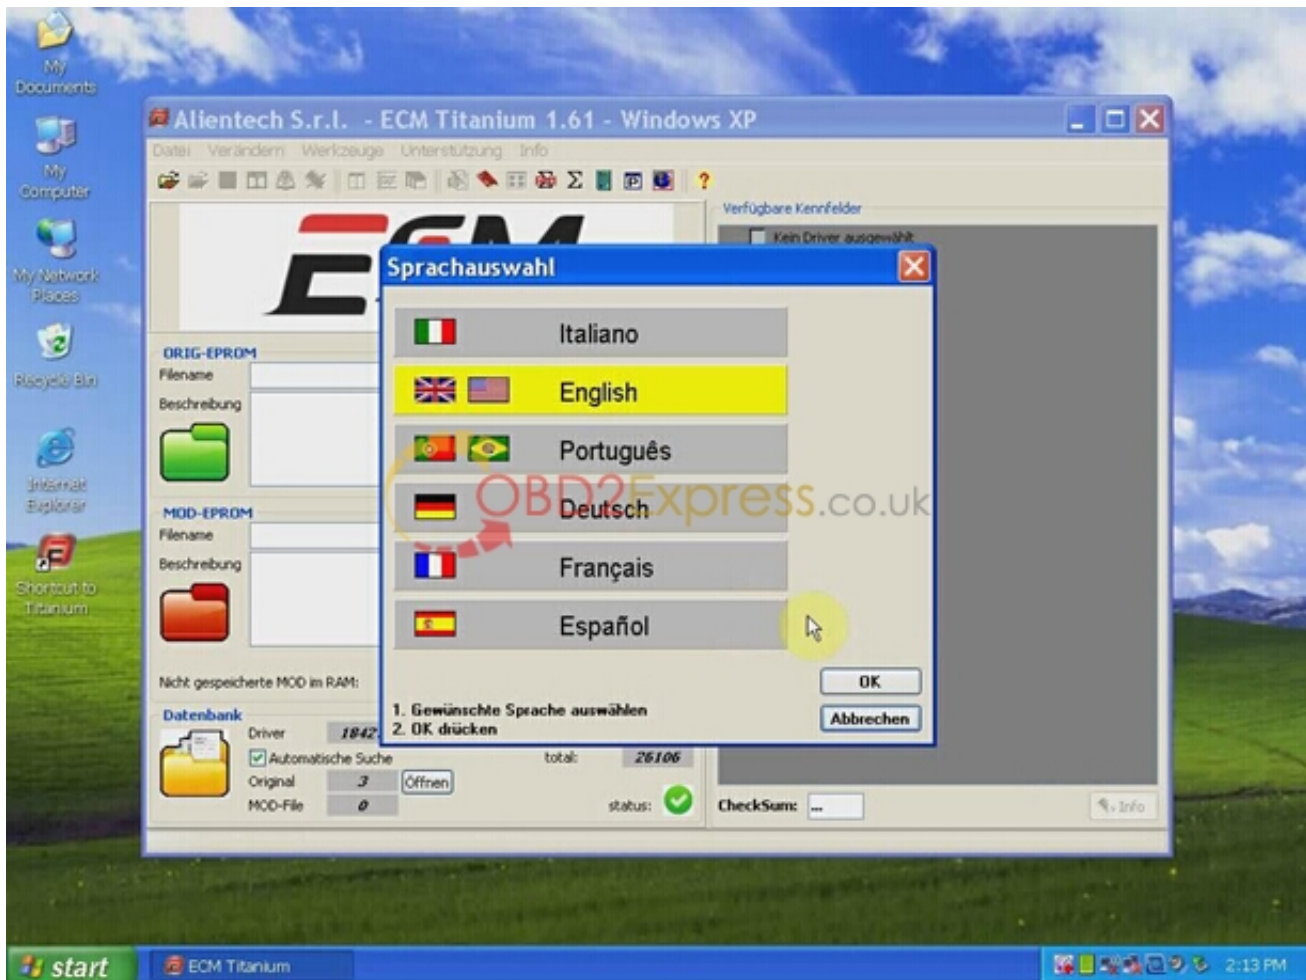 My
Documents
My
Computer
My Network
Places
Recycle Bin
Internet
Explorer
Shortcut to
Titanium
Alientech S.r.l. - ECM Titanium 1.61 - Windows XP
Datei Verändern Werkzeuge Unterstützung Info
Verfügbare Kennfelder
Kein Driver ausgewählt
ORIG-EPROM
Filename
Beschreibung
MOD-EPROM
Filename
Beschreibung
Nicht gespeicherte MOD im RAM:
Datenbank
Driver 1842
Automatische Suche
total: 26106
Original 3 Öffnen
MOD-File 0
status:
CheckSum: ...
Info
Sprachauswahl
Italiano
English
Português
Deutsch
Français
Español
OK
Abbrechen
1. Gewünschte Sprache auswählen
2. OK drücken
OBD2Express.co.uk
start
ECM Titanium
2:13 PM